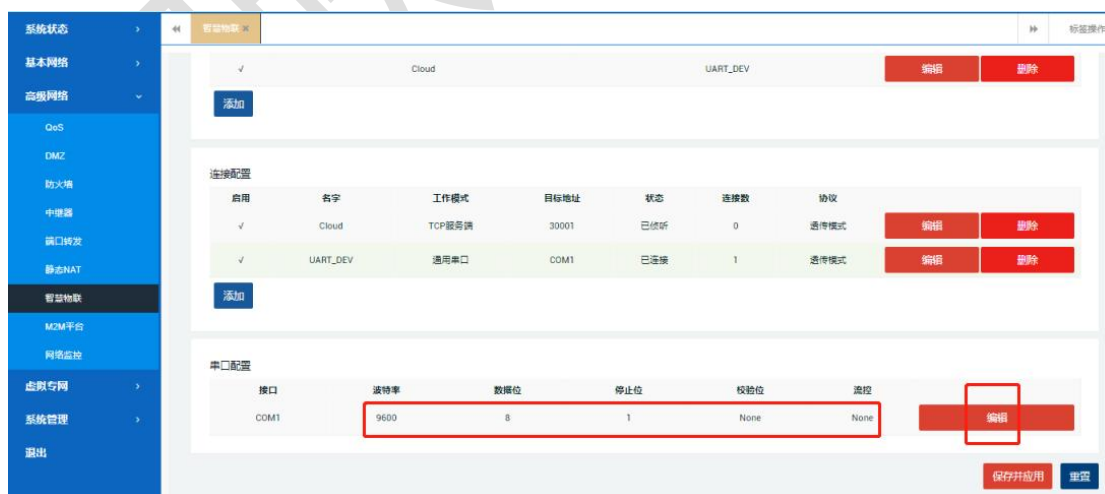 系统状态
基本网络
高级网络
QoS
DMZ
防火墙
中继器
端口转发
静态NAT
智慧物联
M2M平台
网络监控
虚拟专网
系统管理
退出
智慧物联 ×
标签操作
√ Cloud UART_DEV 编辑 删除
添加
连接配置
启用 名字 工作模式 目标地址 状态 连接数 协议
√ Cloud TCP服务端 30001 已侦听 0 透传模式 编辑 删除
√ UART_DEV 通用串口 COM1 已连接 1 透传模式 编辑 删除
添加
串口配置
接口 波特率 数据位 停止位 校验位 流控
COM1 9600 8 1 None None 编辑
保存并应用 重置